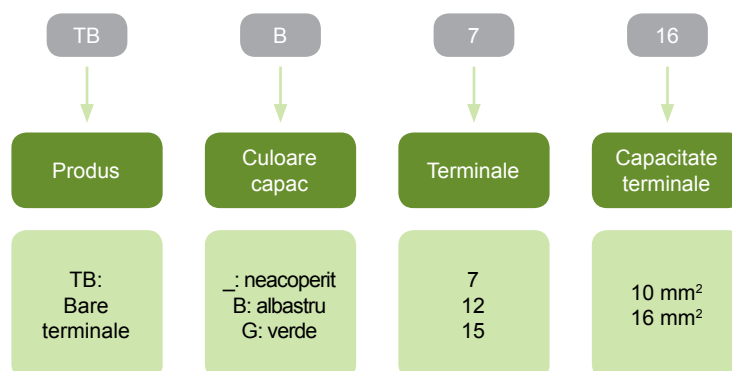 TB B 7 16
Produs
Culoare
capac
Terminale
Capacitate
terminale
TB:
Bare
terminale
_: neacoperit
B: albastru
G: verde
7
12
15
10 mm²
16 mm²